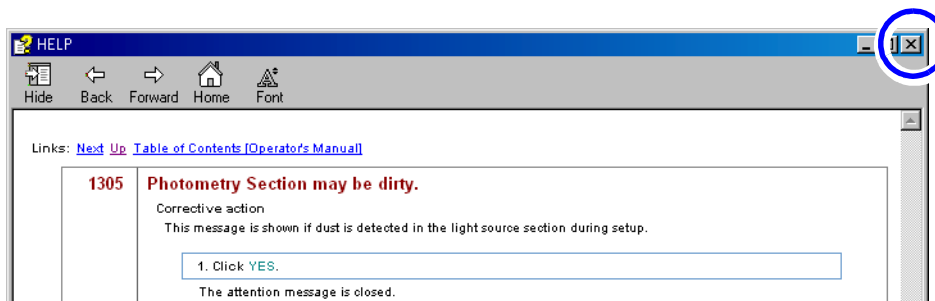 HELP
Hide Back Forward Home Font
Links: Next Up Table of Contents [Operator's Manual]
1305 Photometry Section may be dirty.
Corrective action
This message is shown if dust is detected in the light source section during setup.
1. Click YES.
The attention message is closed.